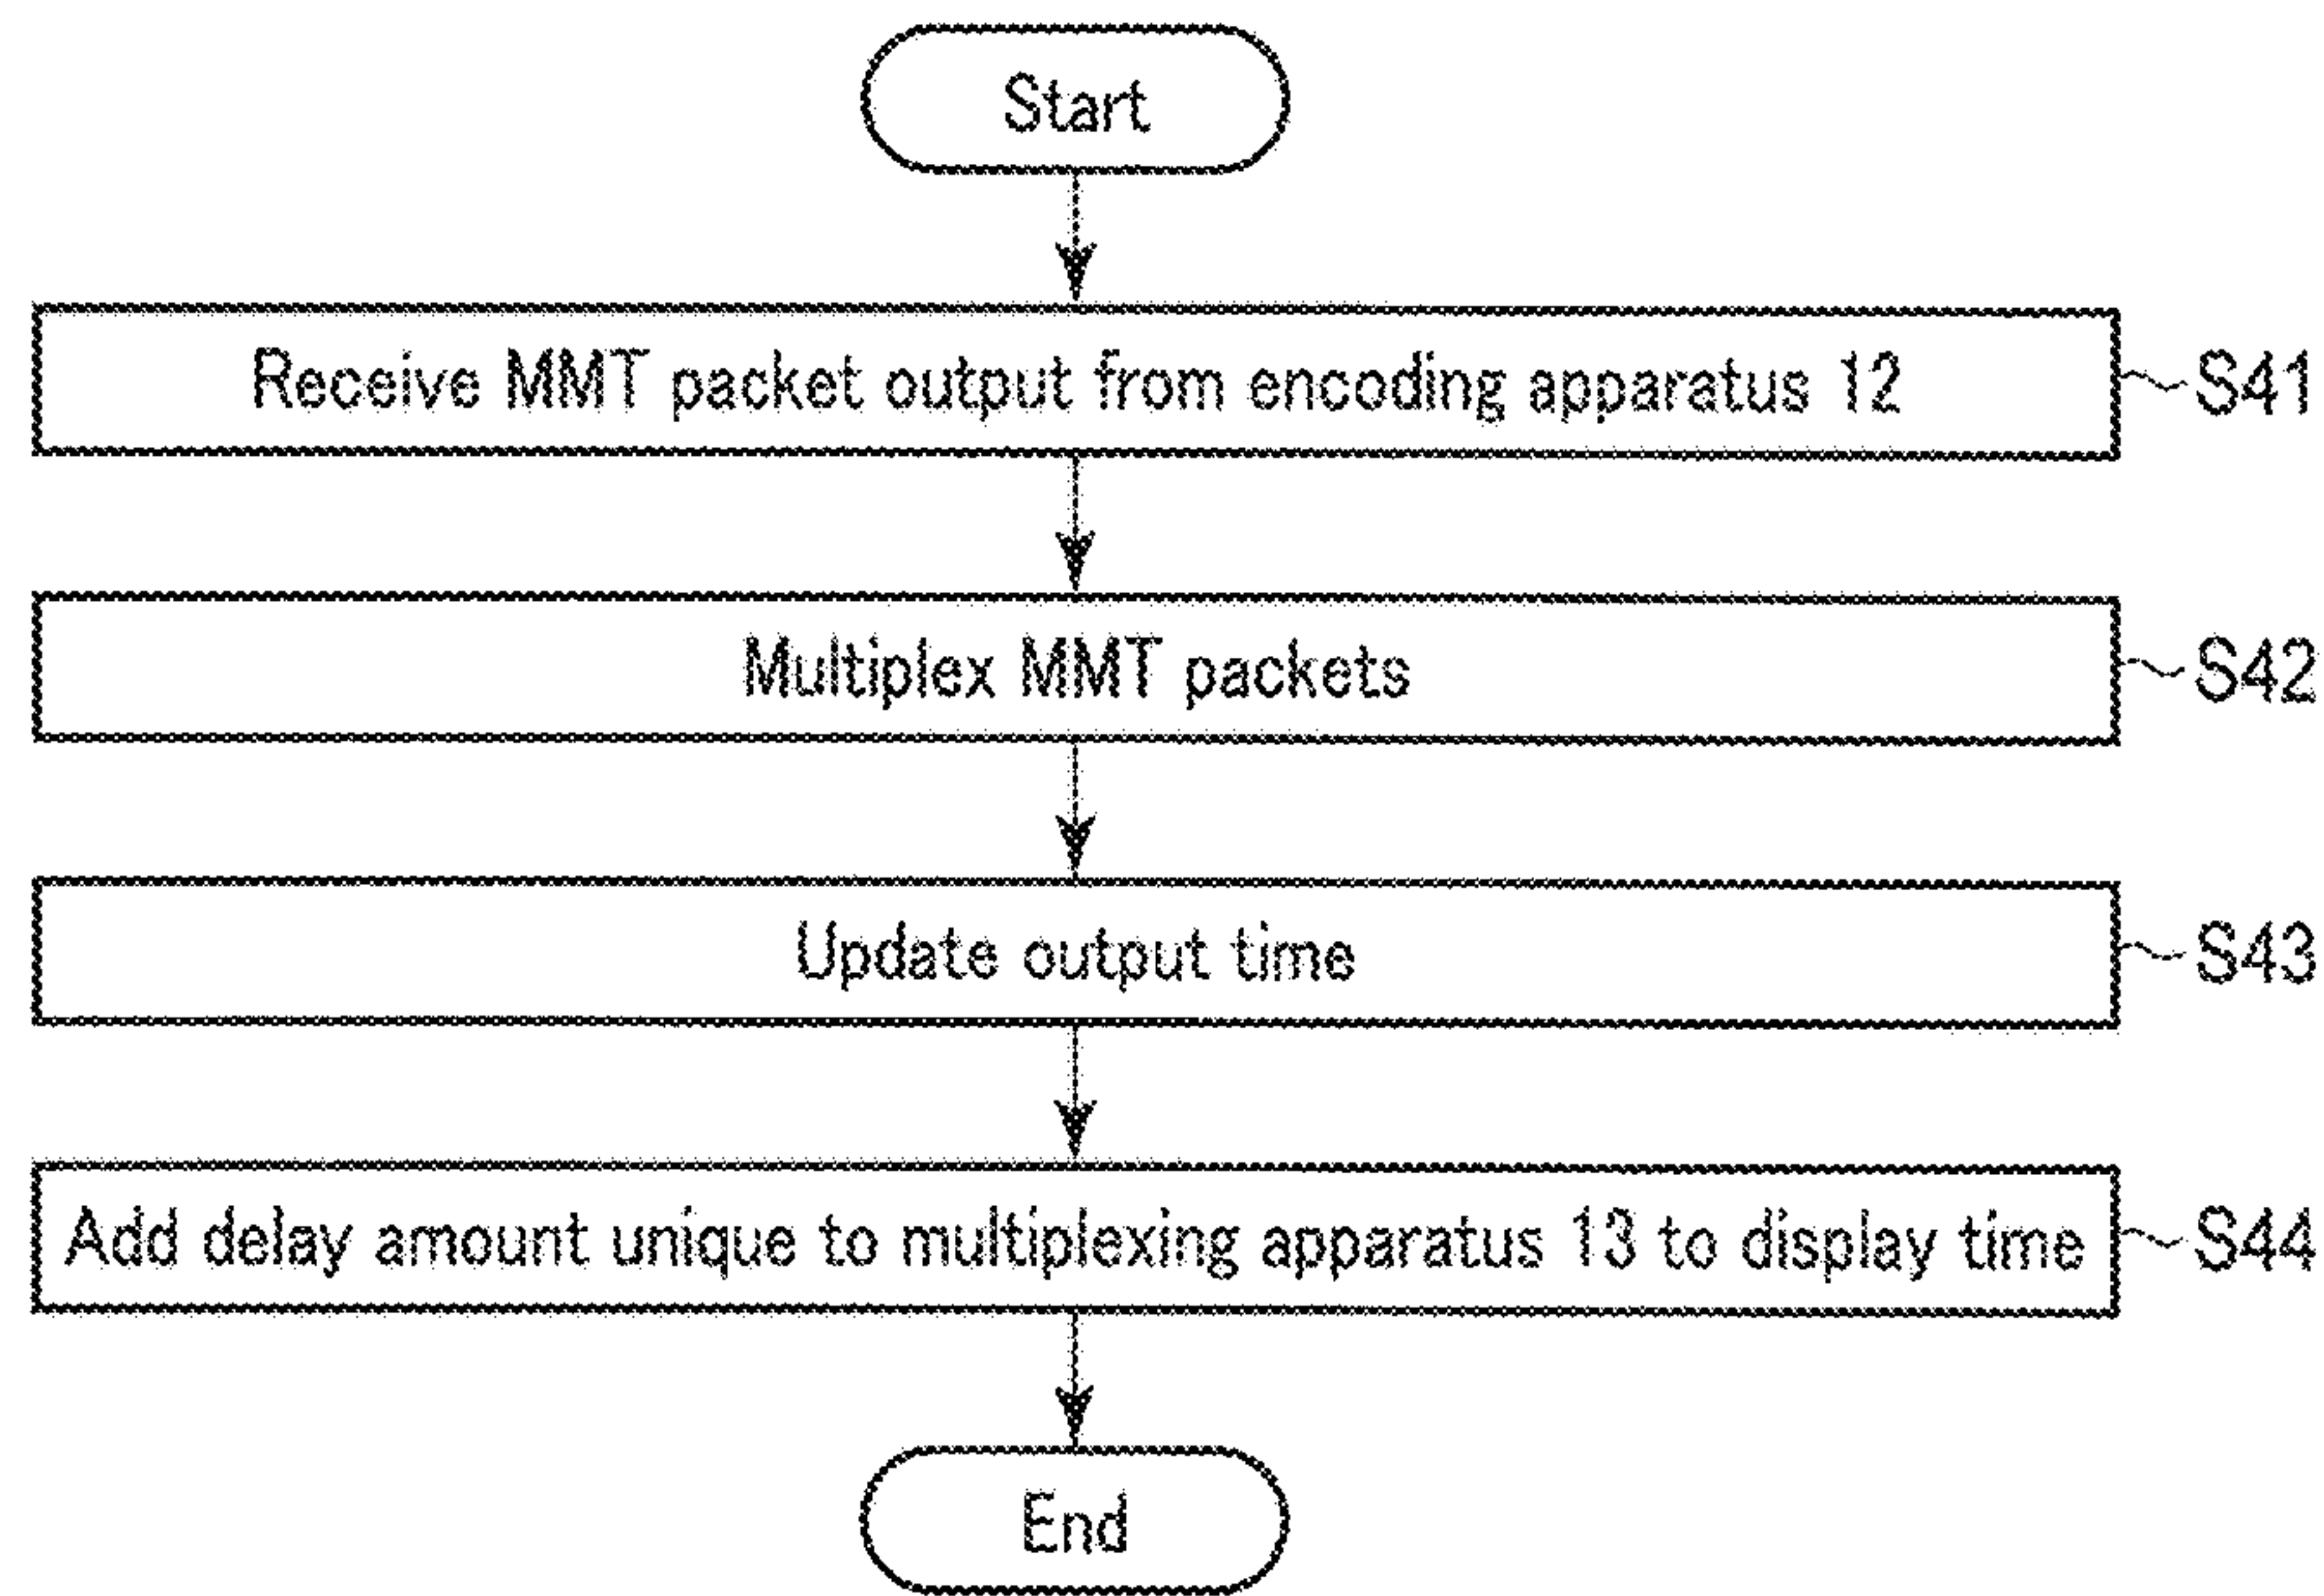 Start
Receive MMT packet output from encoding apparatus 12
S41
Multiplex MMT packets
S42
Update output time
S43
Add delay amount unique to multiplexing apparatus 13 to display time
S44
End